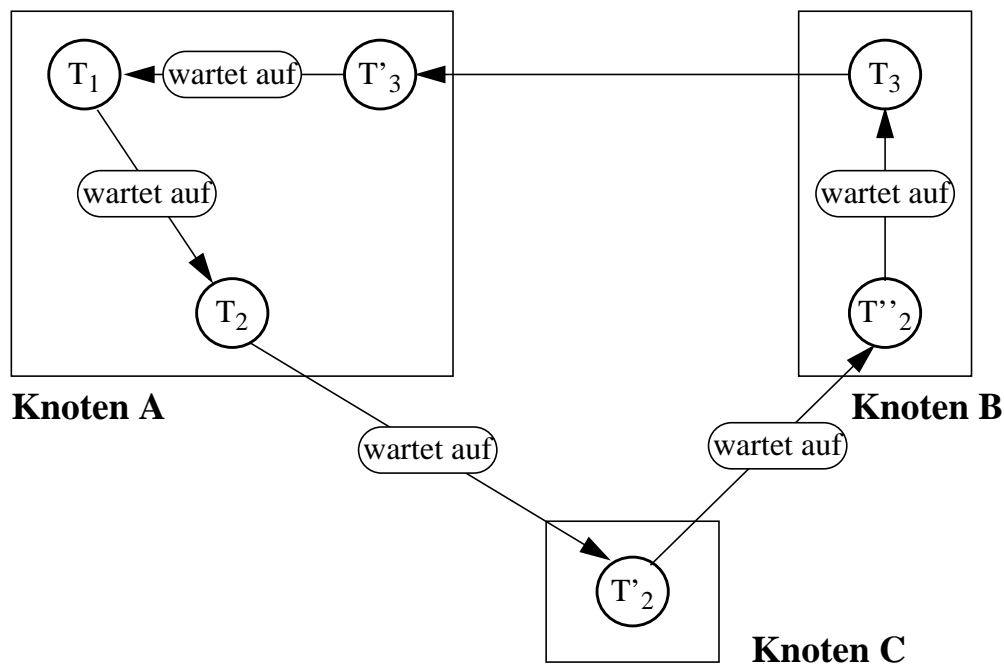 T1
wartet auf
T'3
T3
wartet auf
wartet auf
T2
T''2
Knoten A
Knoten B
wartet auf
wartet auf
T'2
Knoten C